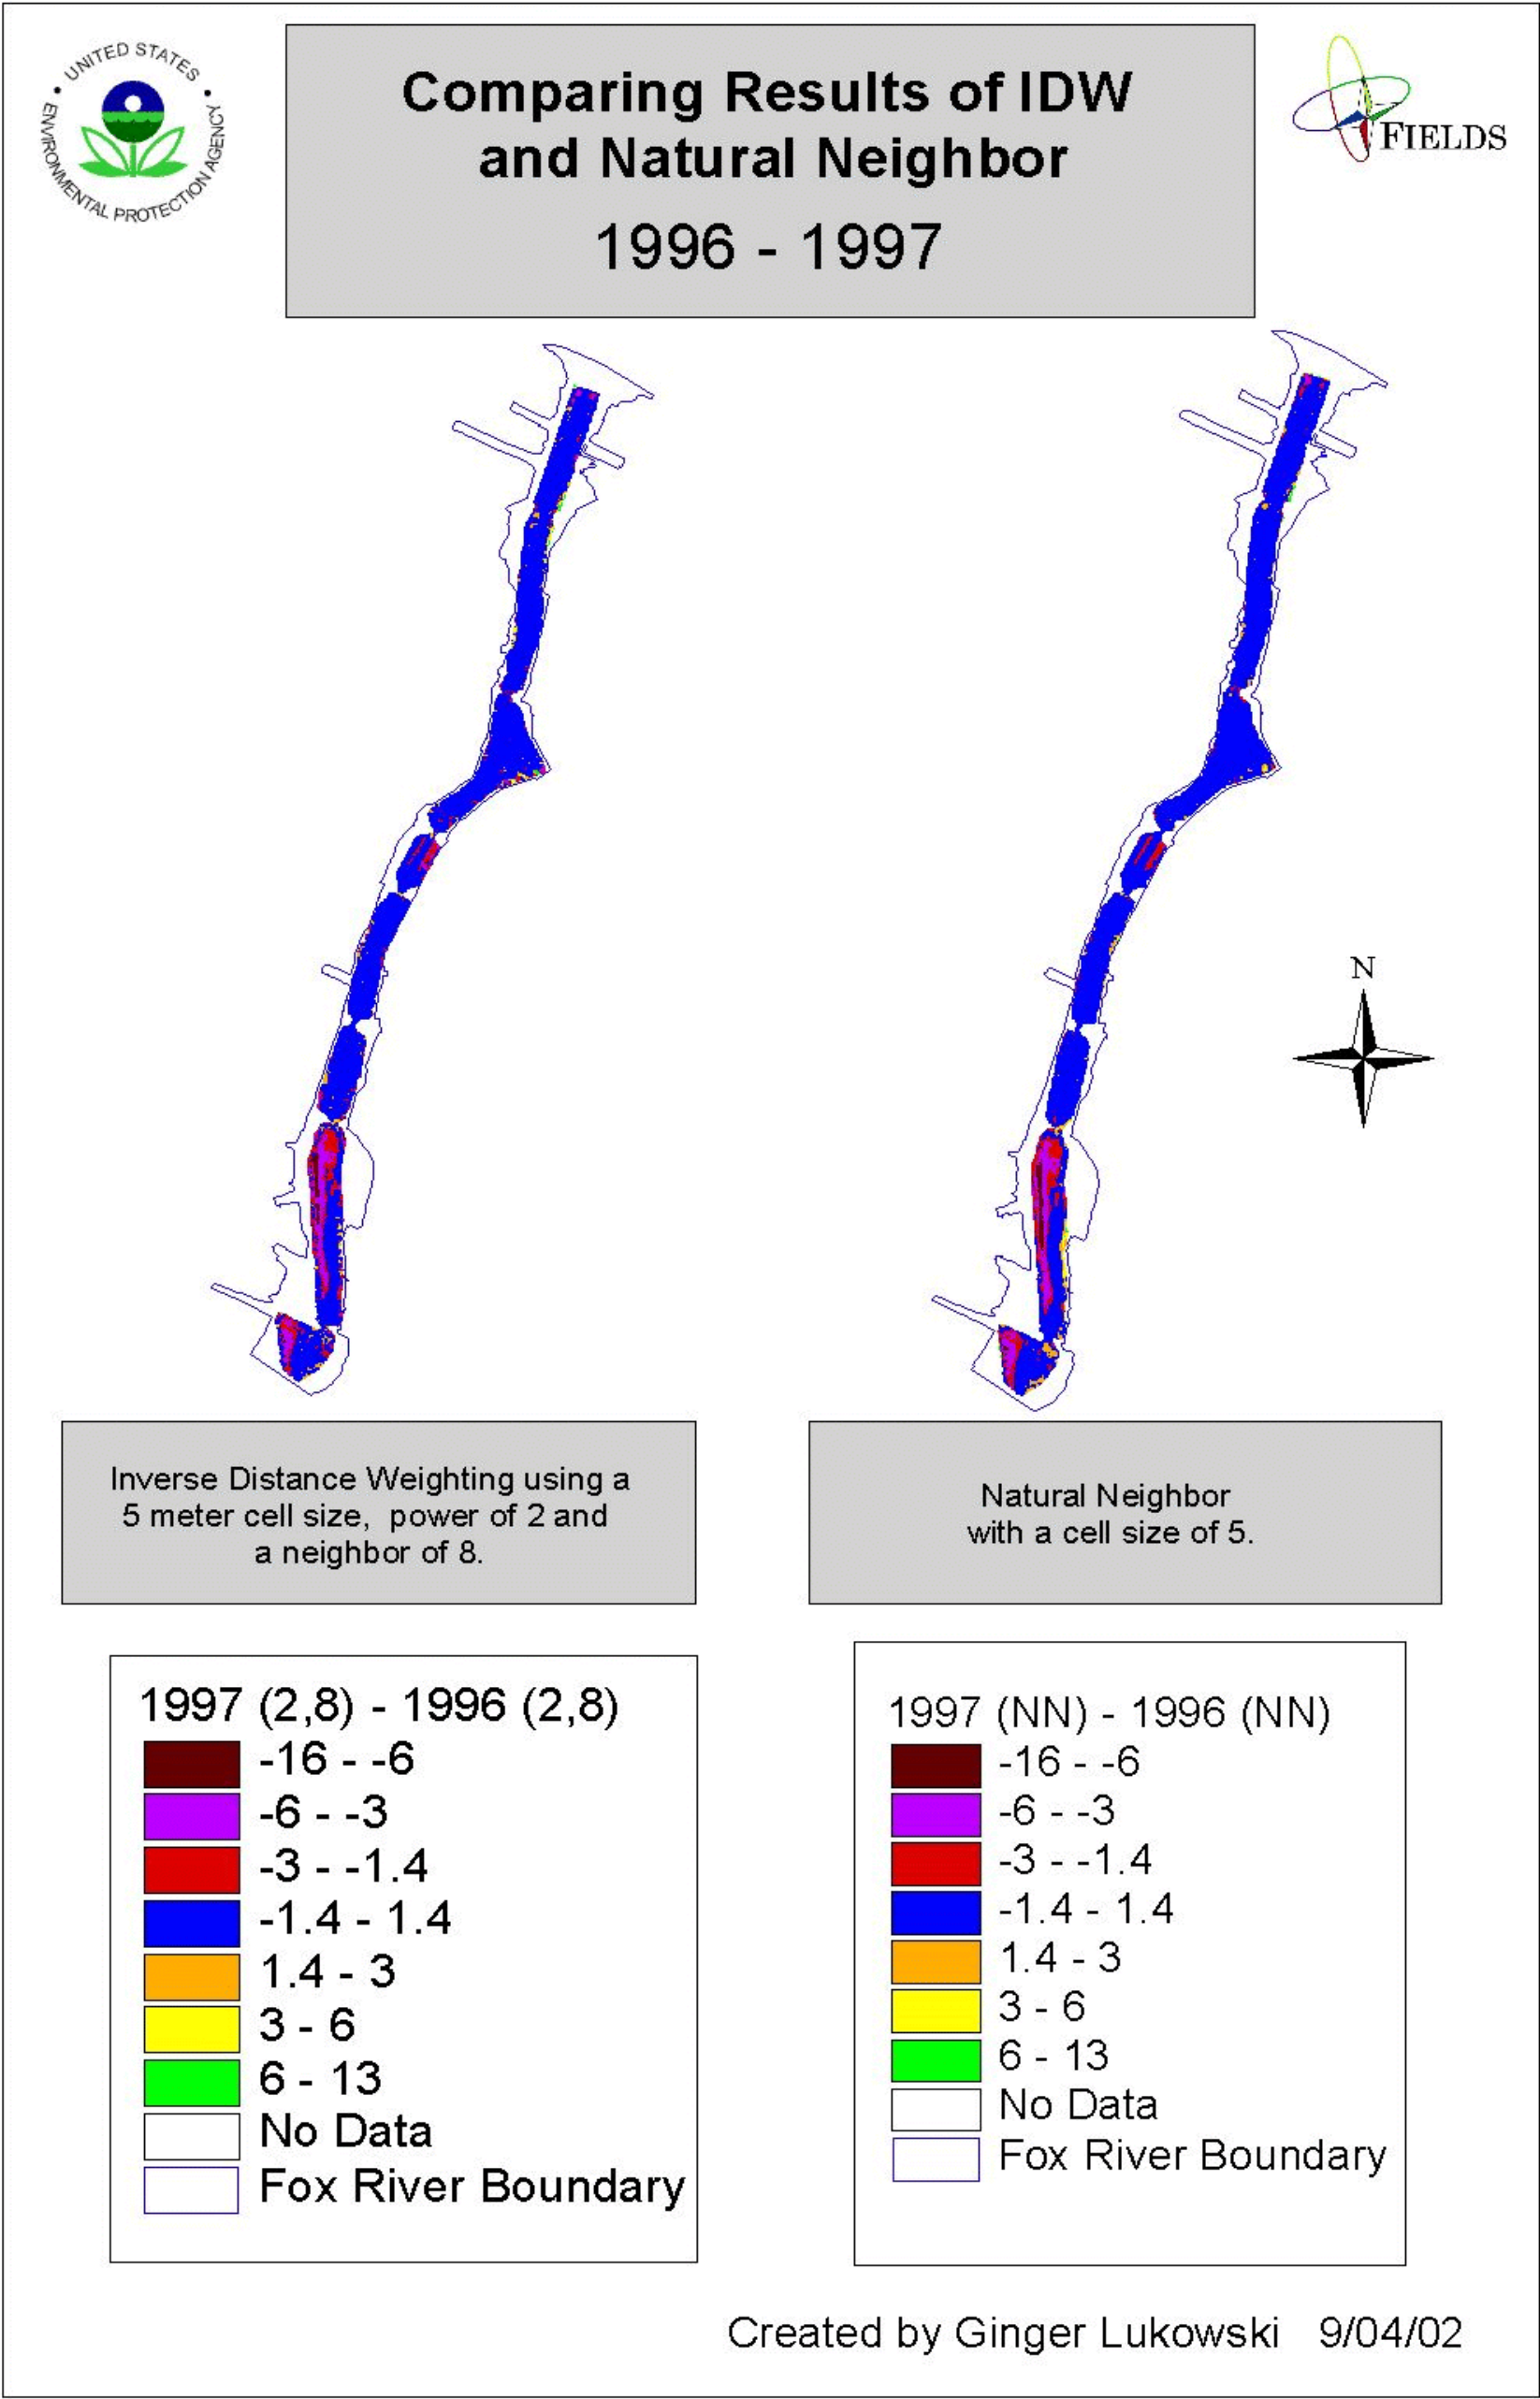 UNITED STATES
• ENVIRONMENTAL PROTECTION AGENCY •
Comparing Results of IDW
and Natural Neighbor
1996 - 1997
FIELDS
N
Inverse Distance Weighting using a
5 meter cell size, power of 2 and
a neighbor of 8.
Natural Neighbor
with a cell size of 5.
1997 (2,8) - 1996 (2,8)
-16 - -6
-6 - -3
-3 - -1.4
-1.4 - 1.4
1.4 - 3
3 - 6
6 - 13
No Data
Fox River Boundary
1997 (NN) - 1996 (NN)
-16 - -6
-6 - -3
-3 - -1.4
-1.4 - 1.4
1.4 - 3
3 - 6
6 - 13
No Data
Fox River Boundary
Created by Ginger Lukowski 9/04/02